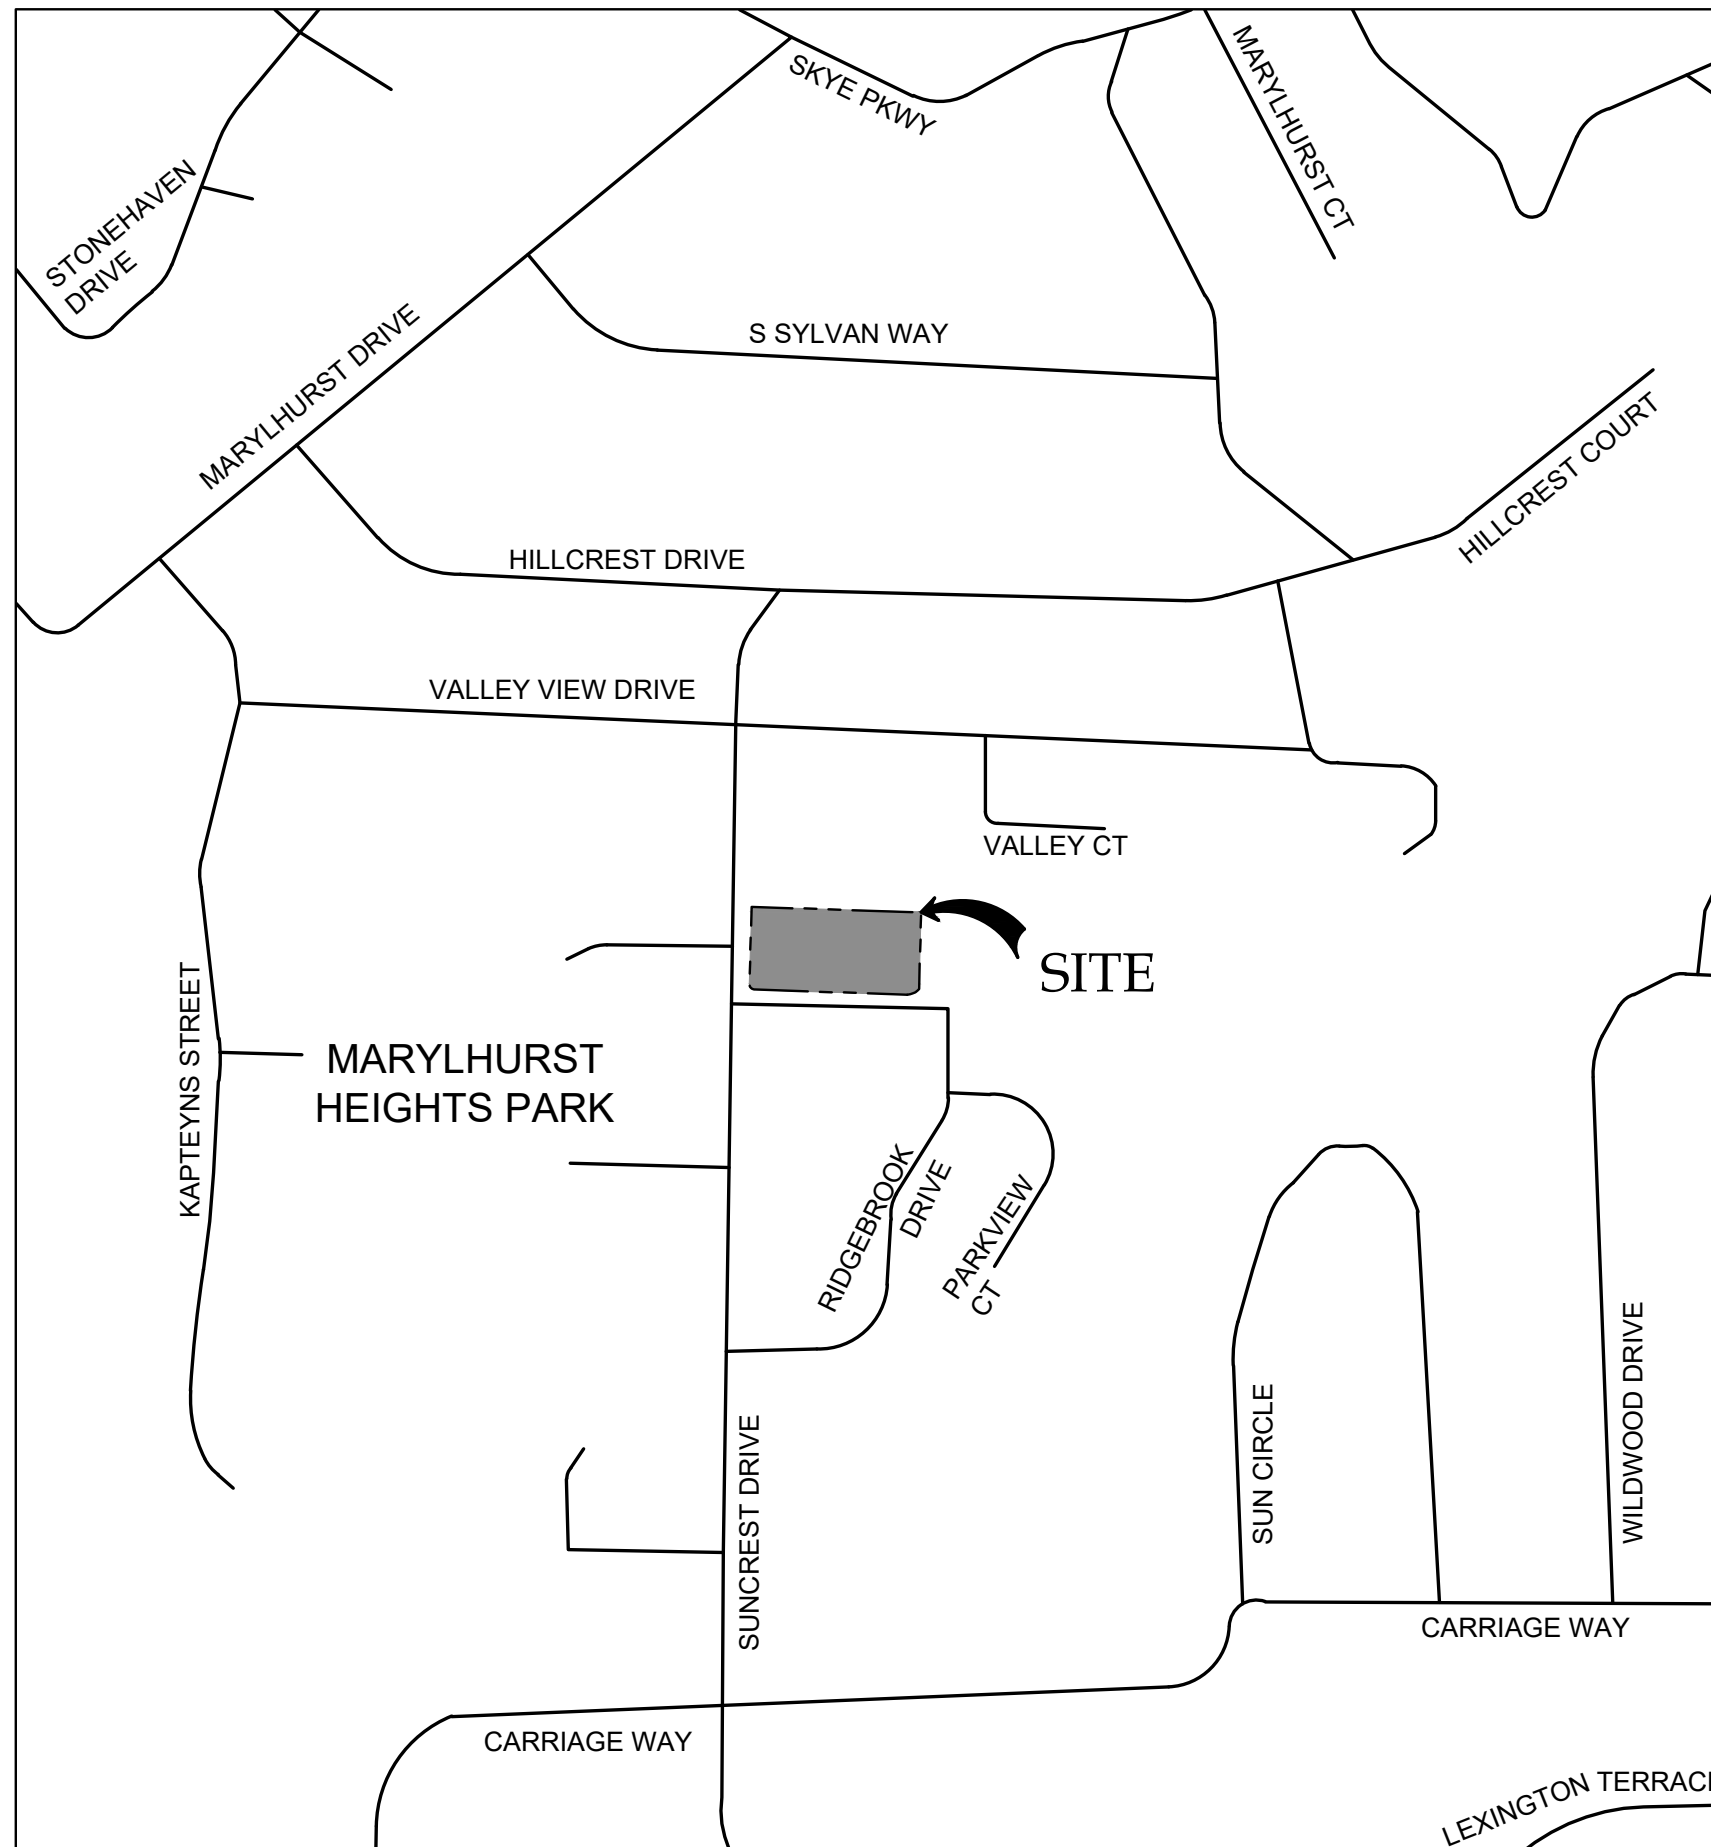 SKYE PKWY
MARYLHURST CT
STONEHAVEN
DRIVE
MARYLHURST DRIVE
S SYLVAN WAY
HILLCREST COURT
HILLCREST DRIVE
VALLEY VIEW DRIVE
VALLEY CT
SITE
KAPTEYNS STREET
MARYLHURST
HEIGHTS PARK
RIDGEBROOK
DRIVE
PARKVIEW
CT
SUNCREST DRIVE
SUN CIRCLE
WILDWOOD DRIVE
CARRIAGE WAY
CARRIAGE WAY
LEXINGTON TERRACE